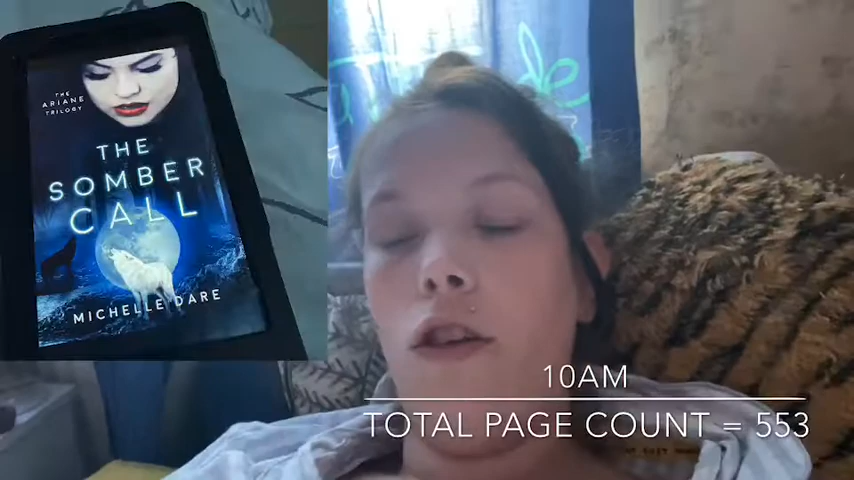 THE
ARIANE
TRILOGY
THE
SOMBER
CALL
MICHELLE DARE
10AM
TOTAL PAGE COUNT = 553